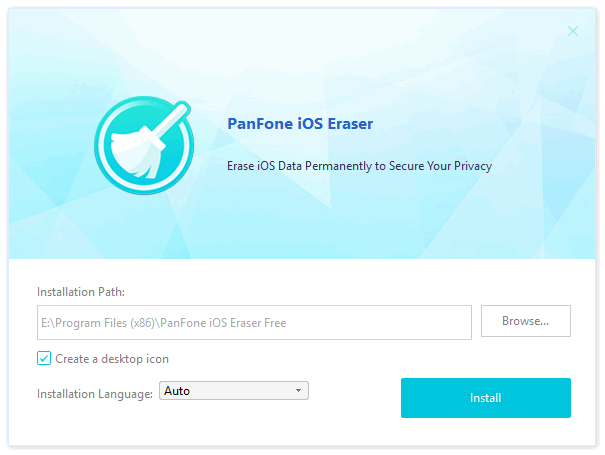 PanFone iOS Eraser
Erase iOS Data Permanently to Secure Your Privacy
Installation Path:
E:\Program Files (x86)\PanFone iOS Eraser Free
Browse...
Create a desktop icon
Installation Language:
Auto
Install